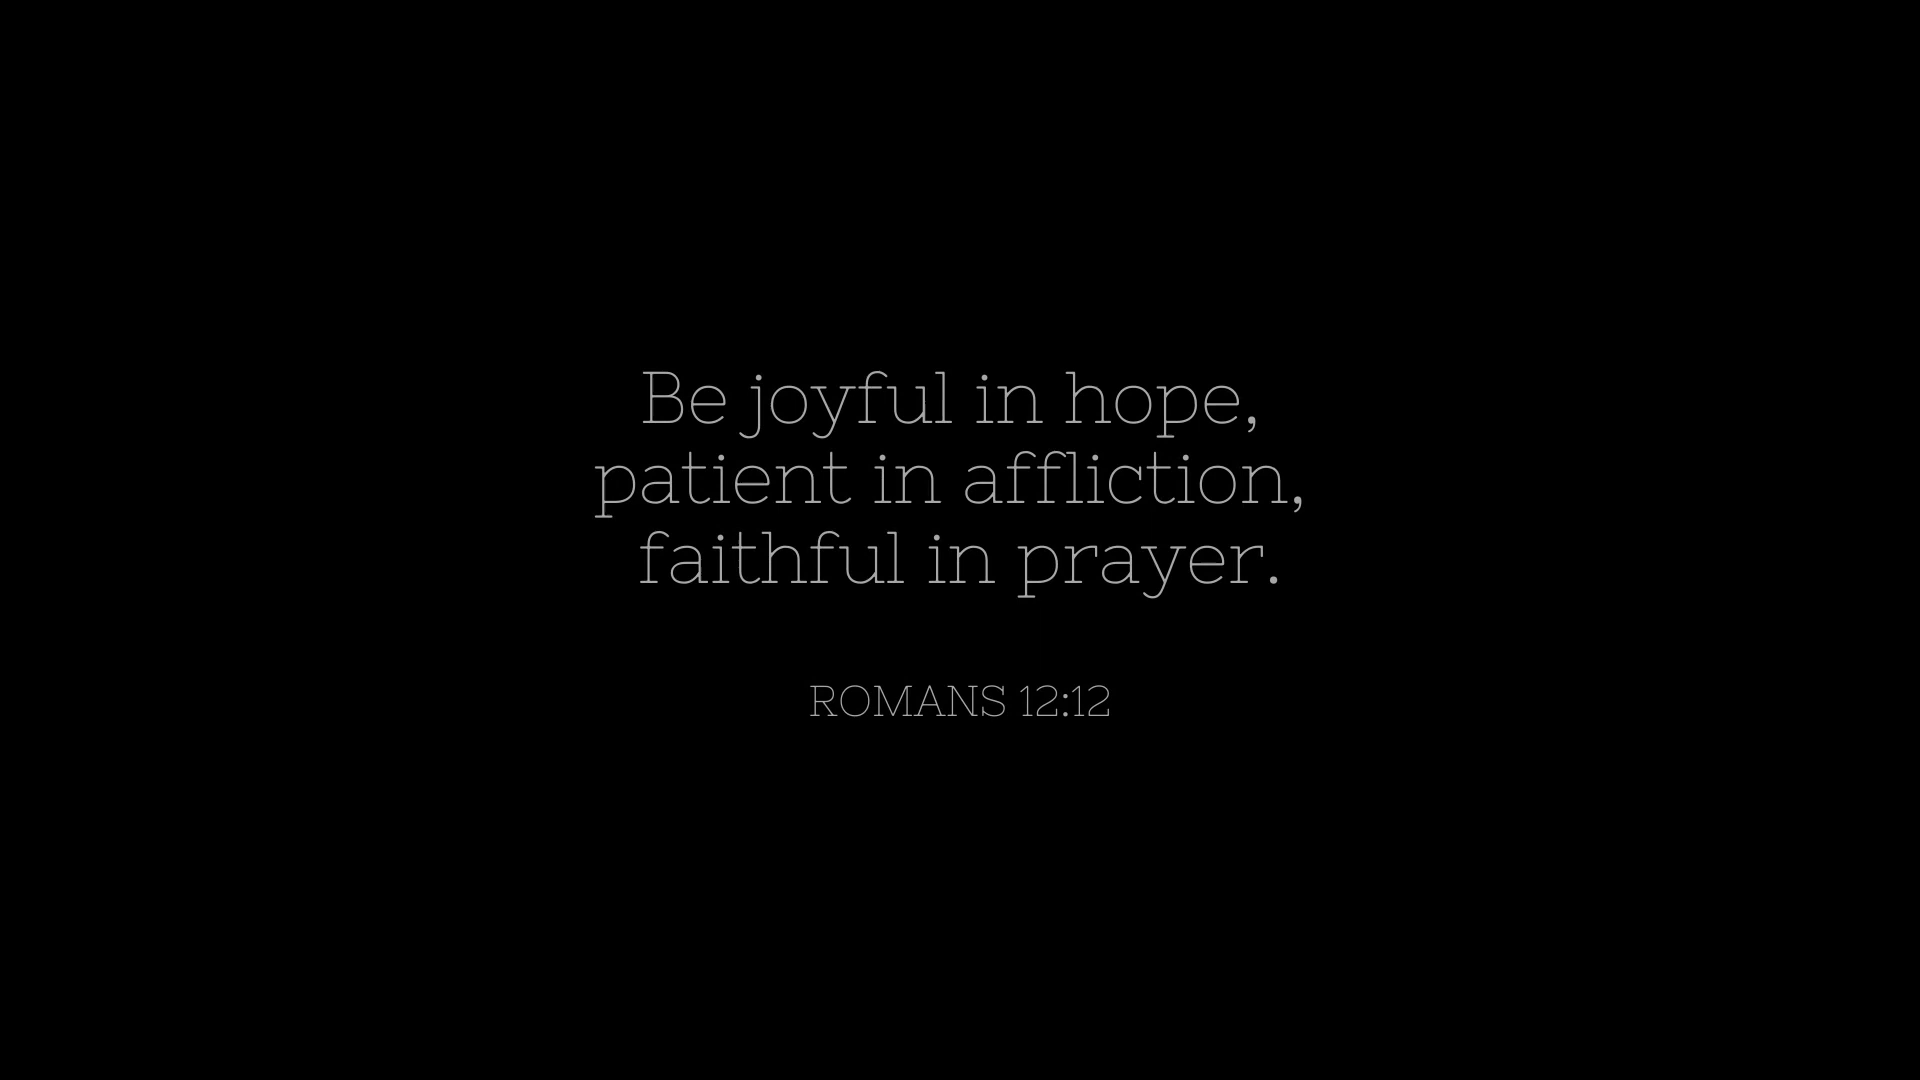 Be joyful in hope,
patient in affliction,
faithful in prayer.
ROMANS 12:12